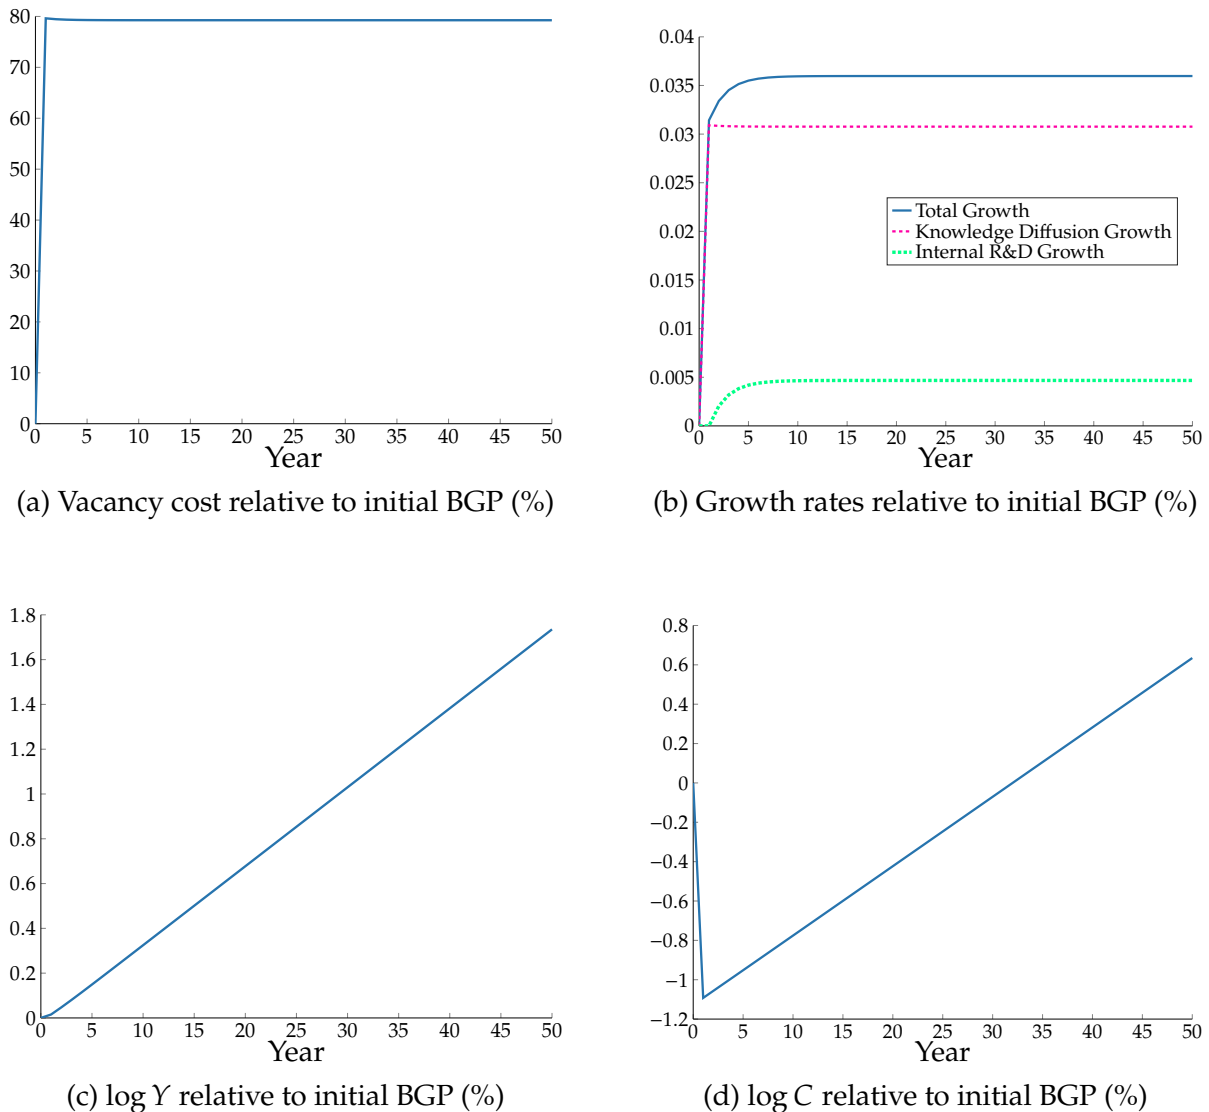 80
70
60
50
40
30
20
10
0
0 5 10 15 20 25 30 35 40 45 50
Year
(a) Vacancy cost relative to initial BGP (%)
0.04
0.035
0.03
0.025
0.02
0.015
0.01
0.005
0
Total Growth
Knowledge Diffusion Growth
Internal R&D Growth
0 5 10 15 20 25 30 35 40 45 50
Year
(b) Growth rates relative to initial BGP (%)
1.8
1.6
1.4
1.2
1
0.8
0.6
0.4
0.2
0
0 5 10 15 20 25 30 35 40 45 50
Year
(c) log Y relative to initial BGP (%)
0.8
0.6
0.4
0.2
0
−0.2
−0.4
−0.6
−0.8
−1
−1.2
0 5 10 15 20 25 30 35 40 45 50
Year
(d) log C relative to initial BGP (%)